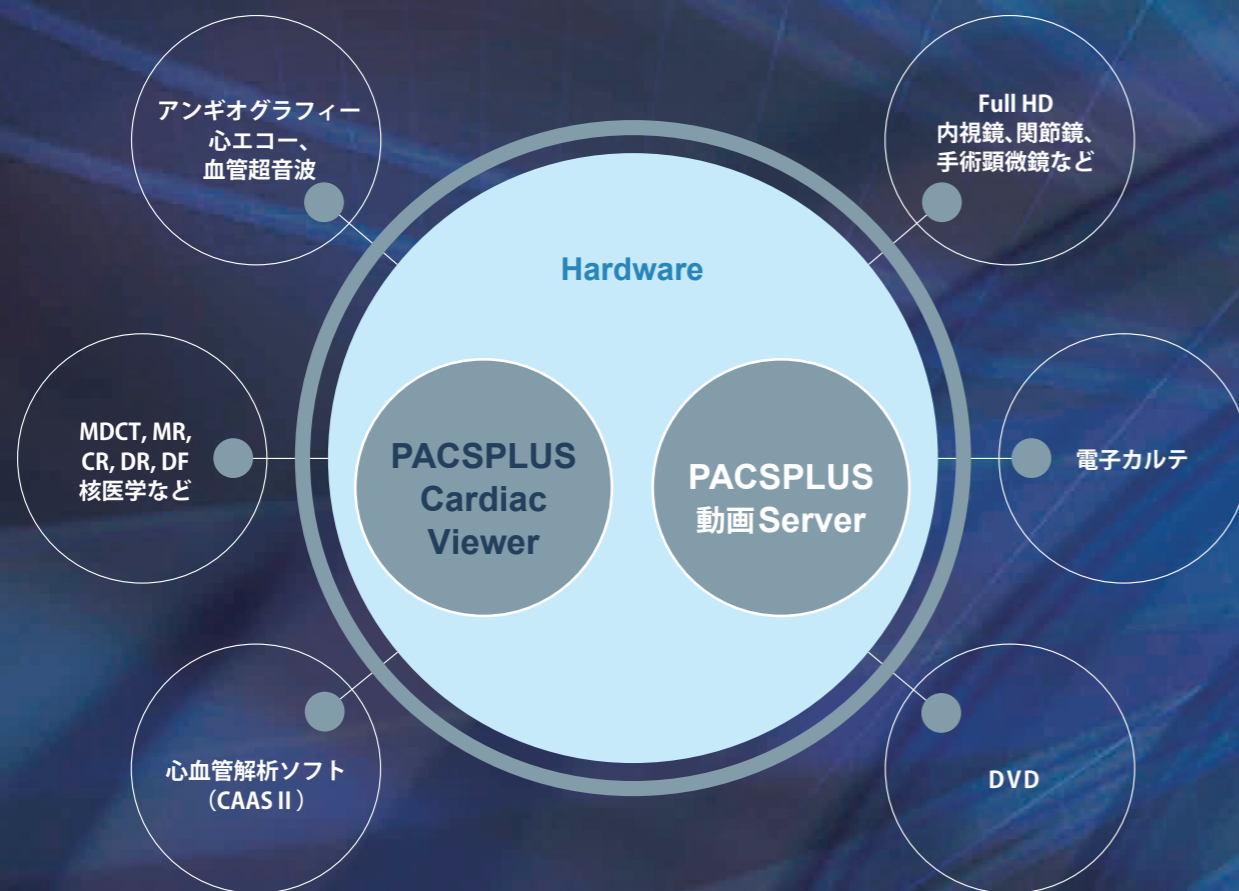 アンギオグラフィー
心エコー、
血管超音波
Full HD
内視鏡、関節鏡、
手術顕微鏡など
Hardware
MDCT, MR,
CR, DR, DF
核医学など
PACSPLUS
Cardiac
Viewer
PACSPLUS
動画Server
電子カルテ
心血管解析ソフト
（CAAS II）
DVD